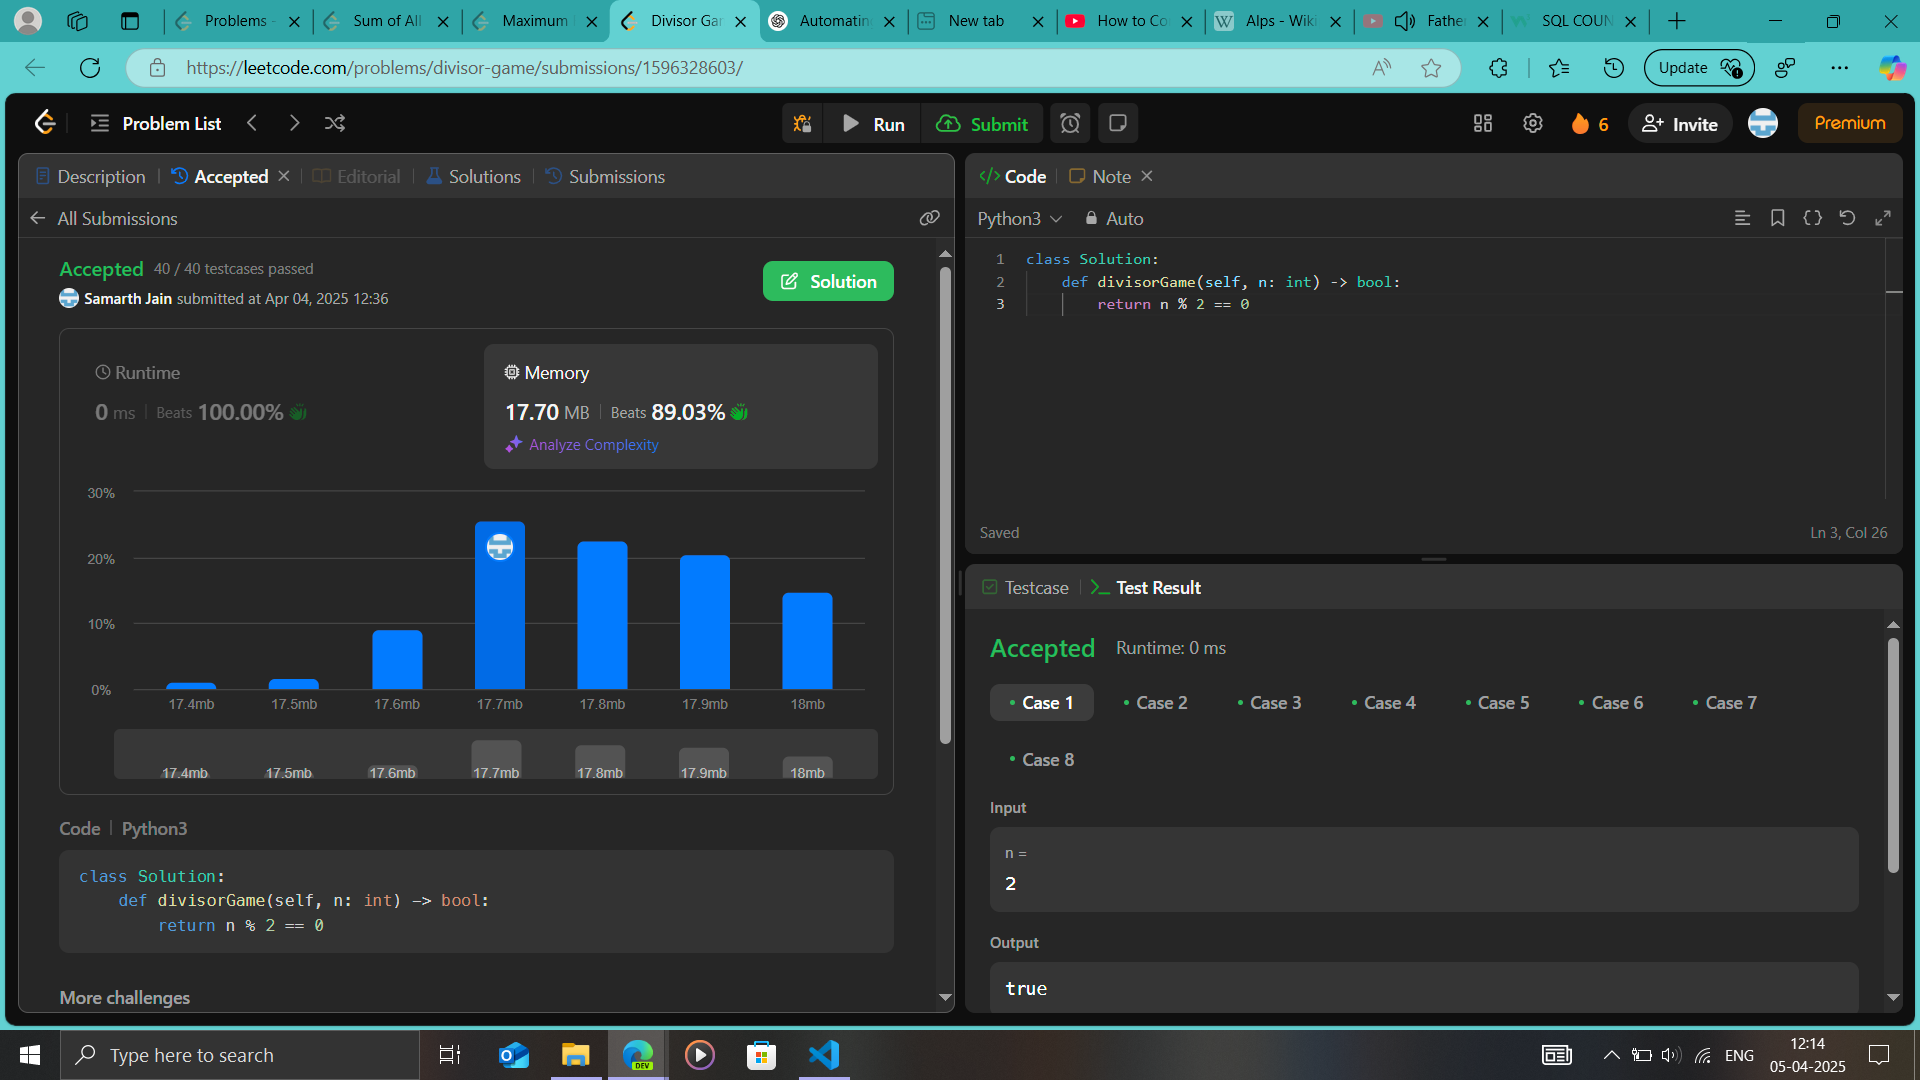 Problems -
Sum of All
Maximum
Divisor Gar
Automating
New tab
How to Co
Alps - Wiki
Father
SQL COUN
https://leetcode.com/problems/divisor-game/submissions/1596328603/
Update
Problem List
Run
Submit
6
Invite
Premium
Description
Accepted
Editorial
Solutions
Submissions
All Submissions
Accepted 40 / 40 testcases passed
Samarth Jain submitted at Apr 04, 2025 12:36
Solution
Runtime
0 ms Beats 100.00%
Memory
17.70 MB Beats 89.03%
Analyze Complexity
30%
20%
10%
0%
17.4mb 17.5mb 17.6mb 17.7mb 17.8mb 17.9mb 18mb
17.4mb 17.5mb 17.6mb 17.7mb 17.8mb 17.9mb 18mb
Code | Python3
class Solution:
def divisorGame(self, n: int) -> bool:
return n % 2 == 0
More challenges
</> Code
Note
Python3
Auto
1 class Solution:
2 def divisorGame(self, n: int) -> bool:
3 return n % 2 == 0
Saved
Ln 3, Col 26
Testcase
Test Result
Accepted Runtime: 0 ms
Case 1
Case 2
Case 3
Case 4
Case 5
Case 6
Case 7
Case 8
Input
n =
2
Output
true
Type here to search
DEV
ENG
12:14
05-04-2025